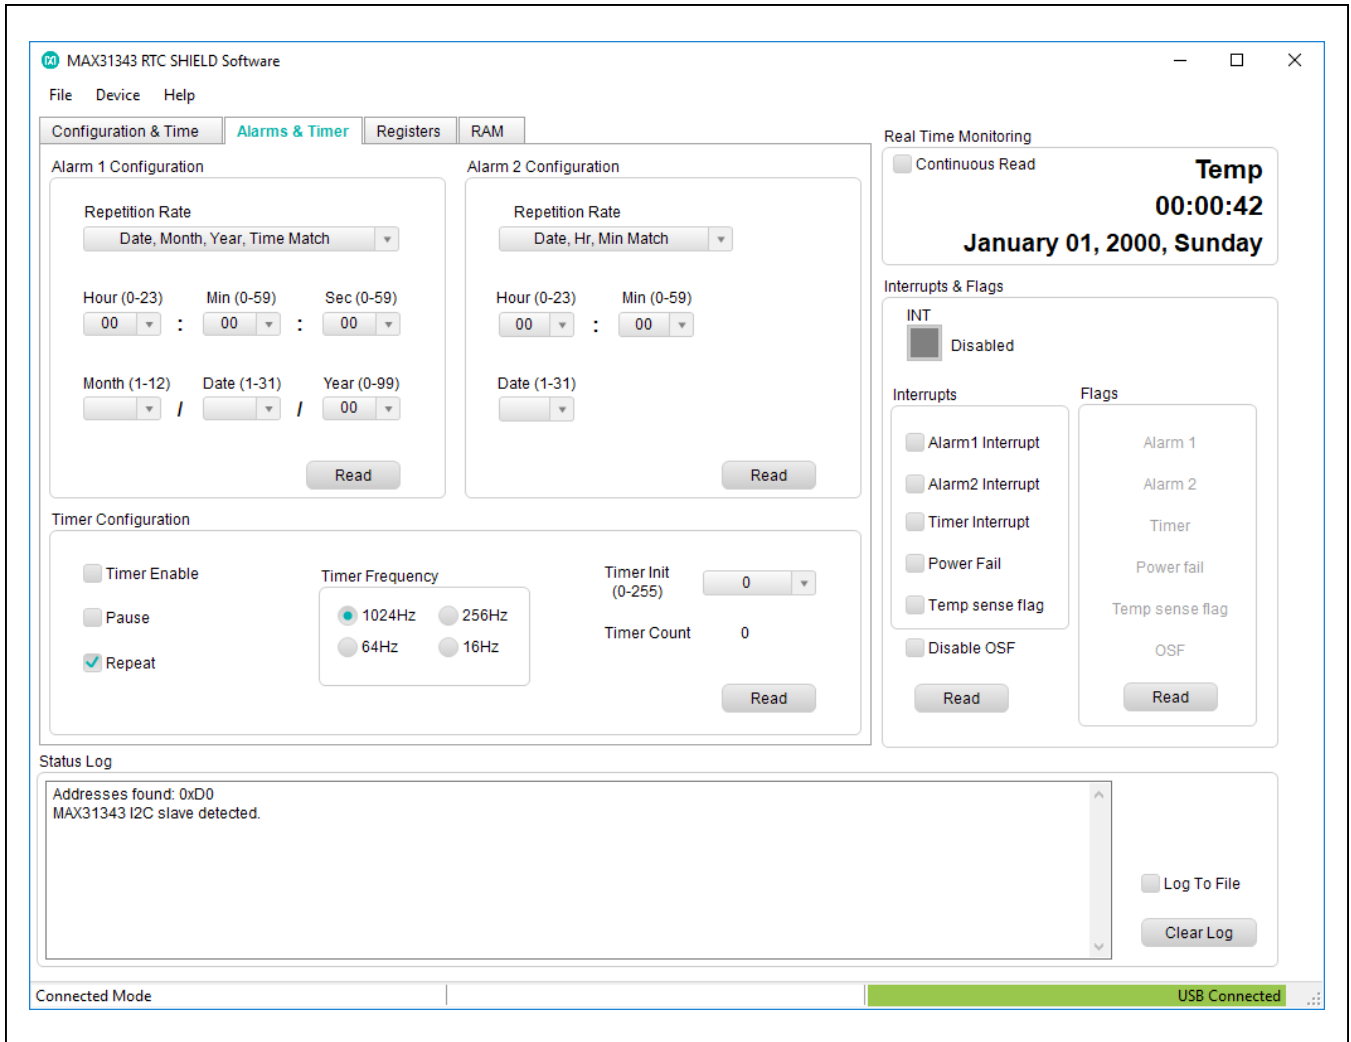 MAX31343 RTC SHIELD Software
File Device Help
Configuration & Time Alarms & Timer Registers RAM
Alarm 1 Configuration
Repetition Rate
Date, Month, Year, Time Match
Hour (0-23) Min (0-59) Sec (0-59)
00 : 00 : 00
Month (1-12) Date (1-31) Year (0-99)
/ / 00
Read
Alarm 2 Configuration
Repetition Rate
Date, Hr, Min Match
Hour (0-23) Min (0-59)
00 : 00
Date (1-31)
Read
Timer Configuration
Timer Enable
Pause
Repeat
Timer Frequency
1024Hz 256Hz
64Hz 16Hz
Timer Init
(0-255)
0
Timer Count 0
Read
Real Time Monitoring
Continuous Read
Temp
00:00:42
January 01, 2000, Sunday
Interrupts & Flags
INT
Disabled
Interrupts
Alarm1 Interrupt
Alarm2 Interrupt
Timer Interrupt
Power Fail
Temp sense flag
Disable OSF
Read
Flags
Alarm 1
Alarm 2
Timer
Power fail
Temp sense flag
OSF
Read
Status Log
Addresses found: 0xD0
MAX31343 I2C slave detected.
Log To File
Clear Log
Connected Mode
USB Connected